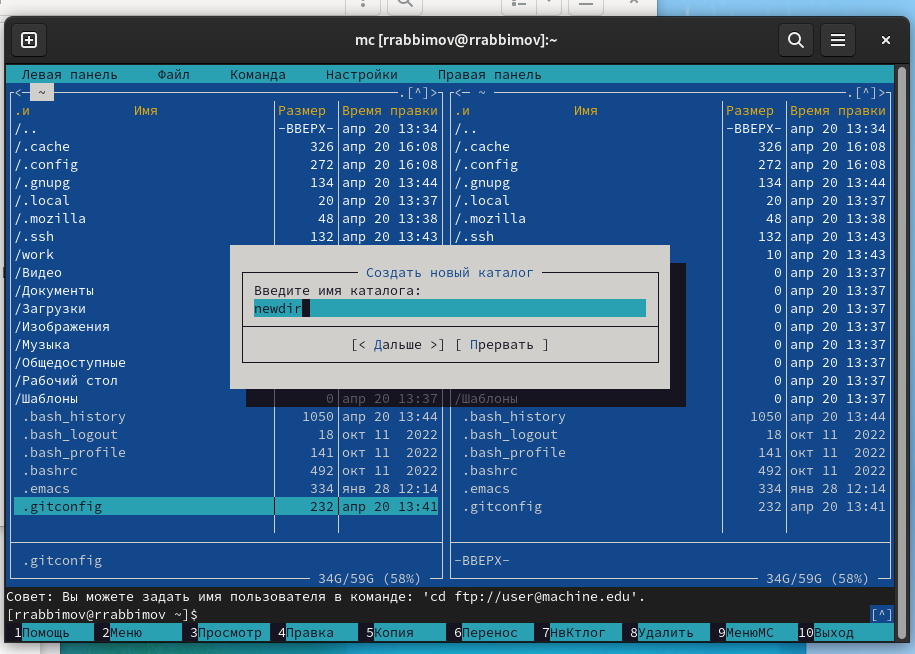 mc [rrabbimov@rrabbimov]:~
Левая панель Файл Команда Настройки Правая панель
<- ~ .[^]> <- ~ .[^]>
.и Имя Размер Время правки .и Имя Размер Время правки
/.. -ВВЕРХ- апр 20 13:34 /.. -ВВЕРХ- апр 20 13:34
/.cache 326 апр 20 16:08 /.cache 326 апр 20 16:08
/.config 272 апр 20 16:08 /.config 272 апр 20 16:08
/.gnupg 134 апр 20 13:44 /.gnupg 134 апр 20 13:44
/.local 20 апр 20 13:37 /.local 20 апр 20 13:37
/.mozilla 48 апр 20 13:38 /.mozilla 48 апр 20 13:38
/.ssh 132 апр 20 13:43 /.ssh 132 апр 20 13:43
/work 10 апр 20 13:43
/Видео Создать новый каталог 0 апр 20 13:37
/Документы Введите имя каталога: 0 апр 20 13:37
/Загрузки newdir 0 апр 20 13:37
/Изображения 0 апр 20 13:37
/Музыка [< Дальше >] [ Прервать ] 0 апр 20 13:37
/Общедоступные 0 апр 20 13:37
/Рабочий стол 0 апр 20 13:37
/Шаблоны 0 апр 20 13:37 /Шаблоны 0 апр 20 13:37
.bash_history 1050 апр 20 13:44 .bash_history 1050 апр 20 13:44
.bash_logout 18 окт 11 2022 .bash_logout 18 окт 11 2022
.bash_profile 141 окт 11 2022 .bash_profile 141 окт 11 2022
.bashrc 492 окт 11 2022 .bashrc 492 окт 11 2022
.emacs 334 янв 28 12:14 .emacs 334 янв 28 12:14
.gitconfig 232 апр 20 13:41 .gitconfig 232 апр 20 13:41
.gitconfig -ВВЕРХ-
34G/59G (58%) 34G/59G (58%)
Совет: Вы можете задать имя пользователя в команде: 'cd ftp://user@machine.edu'.
[rrabbimov@rrabbimov ~]$ [^]
1Помощь 2Меню 3Просмотр 4Правка 5Копия 6Перенос 7НвКтлог 8Удалить 9МенюМС 10Выход